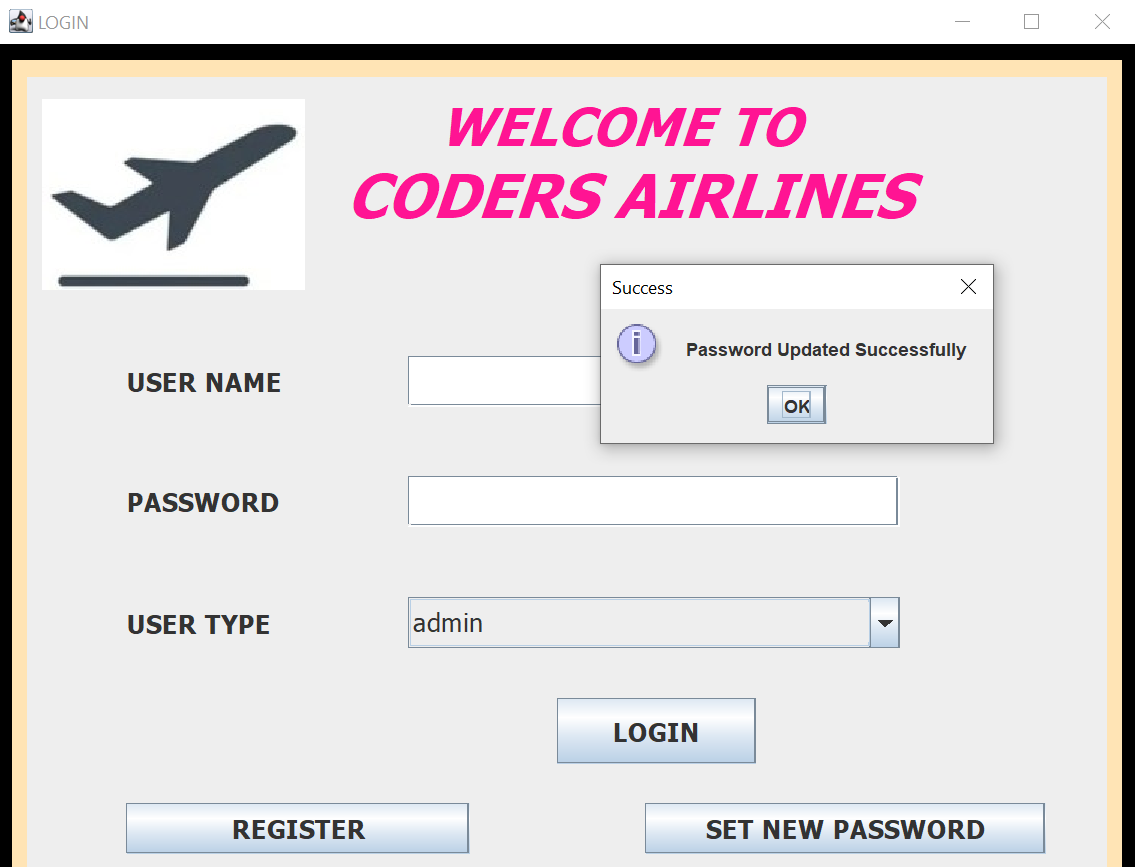 LOGIN
WELCOME TO
CODERS AIRLINES
Success
Password Updated Successfully
OK
USER NAME
PASSWORD
USER TYPE
admin
LOGIN
REGISTER
SET NEW PASSWORD